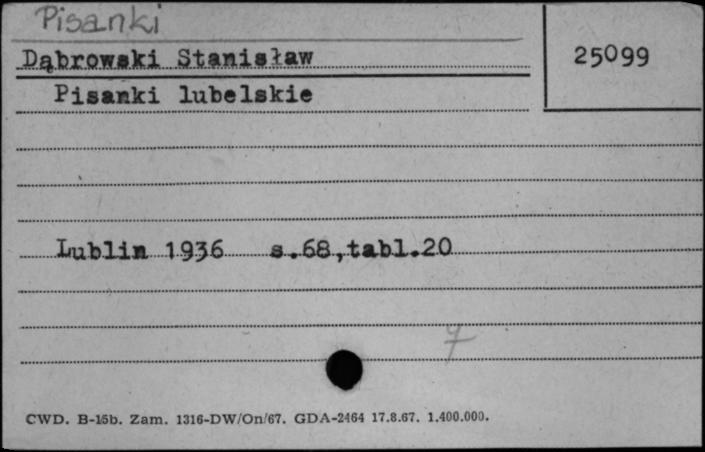 Pisanki
Dąbrowski Stanisław
25099
Pisanki lubelskie
Lublin 1936 s.68,tabl.20
7
CWD. B-15b. Zam. 1316-DW/On/67. GDA-2464 17.8.67. 1.400.000.